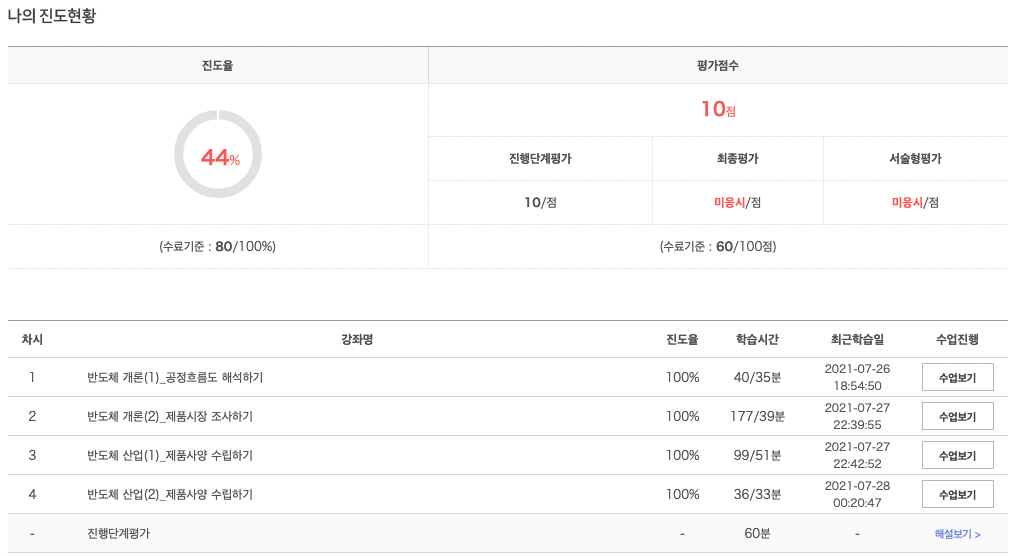 나의 진도현황
진도율 평가점수
44%
10점
진행단계평가 최종평가 서술형평가
10/점 미응시/점 미응시/점
(수료기준 : 80/100%) (수료기준 : 60/100점)
차시 강좌명 진도율 학습시간 최근학습일 수업진행
1 반도체 개론(1)_공정흐름도 해석하기 100% 40/35분 2021-07-26 18:54:50 수업보기
2 반도체 개론(2)_제품시장 조사하기 100% 177/39분 2021-07-27 22:39:55 수업보기
3 반도체 산업(1)_제품사양 수립하기 100% 99/51분 2021-07-27 22:42:52 수업보기
4 반도체 산업(2)_제품사양 수립하기 100% 36/33분 2021-07-28 00:20:47 수업보기
- 진행단계평가 - 60분 - 해설보기 >